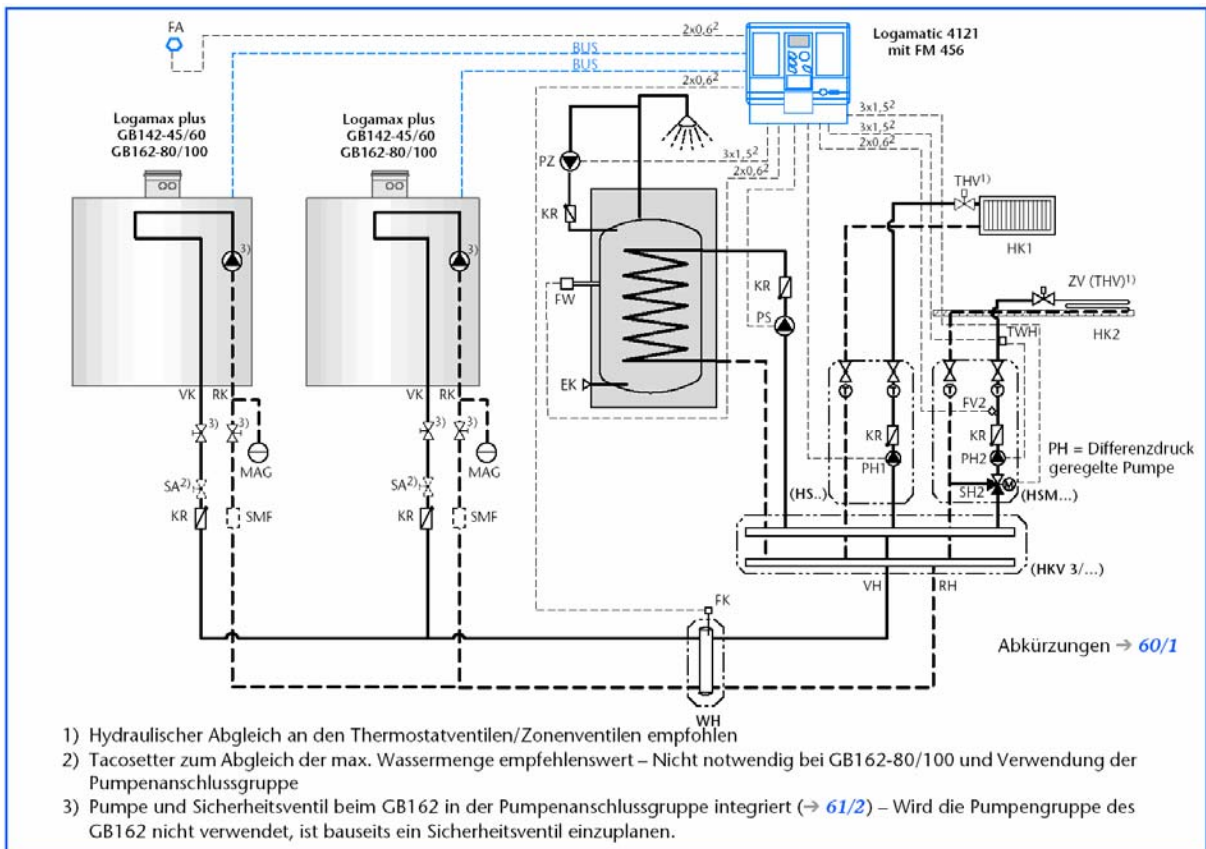 FA
2x0,6²
Logamatic 4121
mit FM 456
BUS
BUS
2x0,6²
Logamax plus
GB142-45/60
GB162-80/100
Logamax plus
GB142-45/60
GB162-80/100
3x1,5²
3x1,5²
2x0,6²
PZ
3x1,5²
2x0,6²
THV¹⁾
KR
HK1
3)
3)
FW
KR
ZV (THV)¹⁾
PS
HK2
TWH
EK
VK
RK
VK
RK
T
T
T
T
FV2
3)
3)
3)
3)
KR
KR
MAG
MAG
PH1
PH2
PH = Differenzdruck
geregelte Pumpe
SA²⁾
SA²⁾
(HS..)
SH2
M
(HSM...)
KR
SMF
KR
SMF
(HKV 3/...)
VH
RH
FK
Abkürzungen → 60/1
WH
1) Hydraulischer Abgleich an den Thermostatventilen/Zonenventilen empfohlen
2) Tacosetter zum Abgleich der max. Wassermenge empfehlenswert – Nicht notwendig bei GB162-80/100 und Verwendung der
Pumpenanschlussgruppe
3) Pumpe und Sicherheitsventil beim GB162 in der Pumpenanschlussgruppe integriert (→ 61/2) – Wird die Pumpengruppe des
GB162 nicht verwendet, ist bauseits ein Sicherheitsventil einzuplanen.